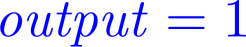 output = 1